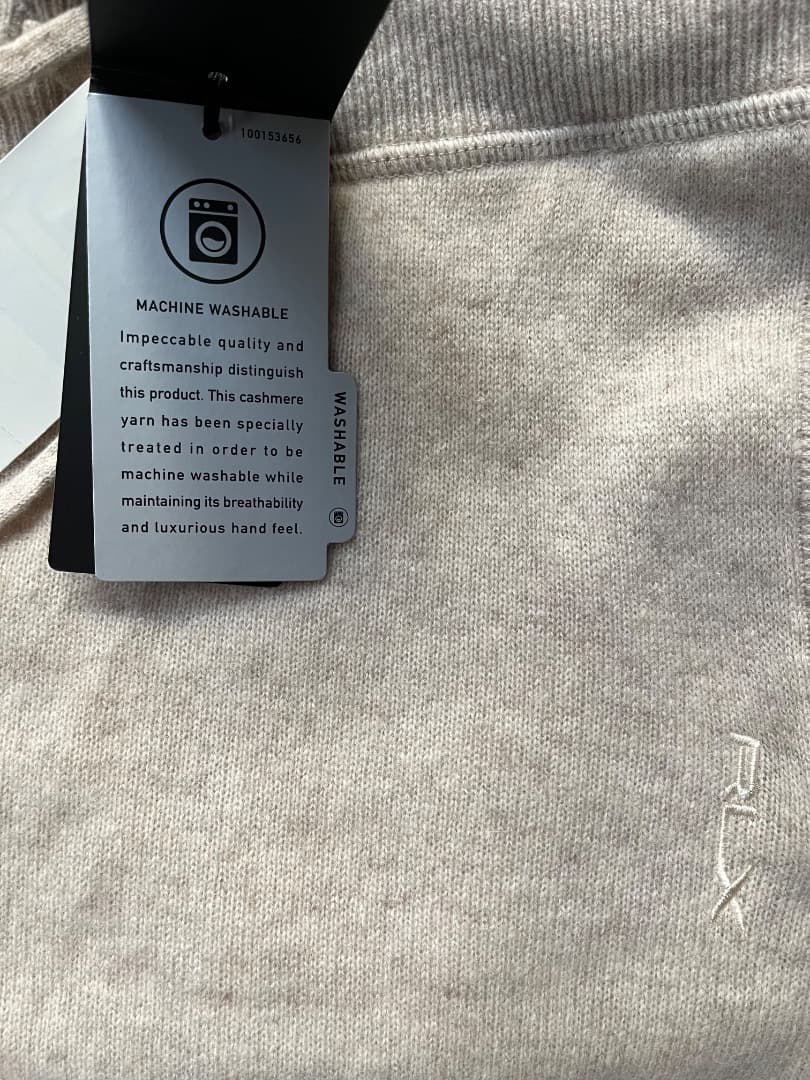 100153656
MACHINE WASHABLE
Impeccable quality and
craftsmanship distinguish
this product. This cashmere
yarn has been specially
treated in order to be
machine washable while
maintaining its breathability
and luxurious hand feel.
WASHABLE
RLX